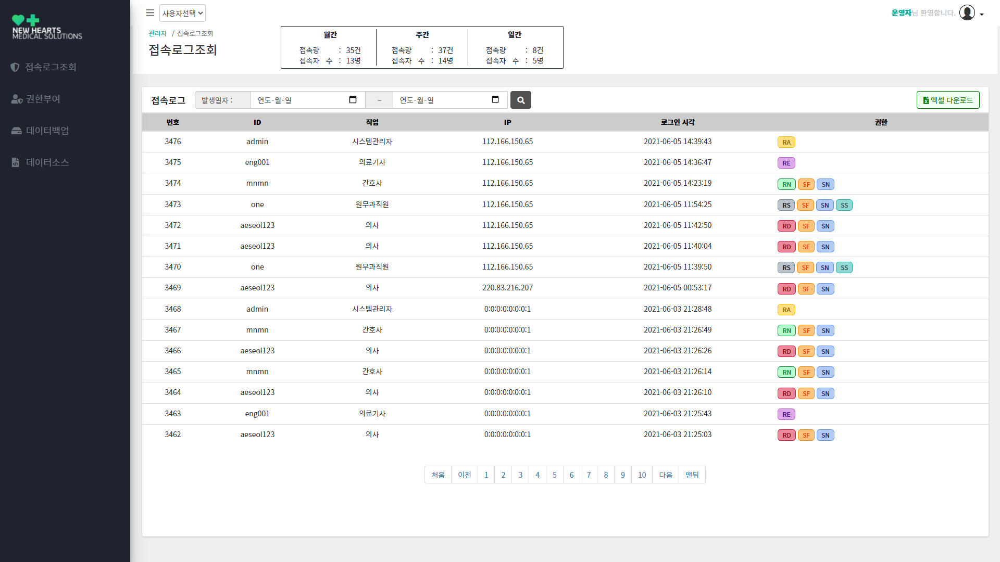 NEW HEARTS
MEDICAL SOLUTIONS
접속로그조회
권한부여
데이터백업
데이터소스
사용자선택
운영자님 환영합니다.
관리자 / 접속로그조회
접속로그조회
월간 주간 일간
접속량 : 35건 접속량 : 37건 접속량 : 8건
접속자 수 : 13명 접속자 수 : 14명 접속자 수 : 5명
접속로그 발생일자 : 연도-월-일 ~ 연도-월-일 엑셀 다운로드
번호 ID 직업 IP 로그인 시각 권한
3476 admin 시스템관리자 112.166.150.65 2021-06-05 14:39:43 RA
3475 eng001 의료기사 112.166.150.65 2021-06-05 14:36:47 RE
3474 mnmn 간호사 112.166.150.65 2021-06-05 14:23:19 RN SF SN
3473 one 원무과직원 112.166.150.65 2021-06-05 11:54:25 RS SF SN SS
3472 aeseol123 의사 112.166.150.65 2021-06-05 11:42:50 RD SF SN
3471 aeseol123 의사 112.166.150.65 2021-06-05 11:40:04 RD SF SN
3470 one 원무과직원 112.166.150.65 2021-06-05 11:39:50 RS SF SN SS
3469 aeseol123 의사 220.83.216.207 2021-06-05 00:53:17 RD SF SN
3468 admin 시스템관리자 0:0:0:0:0:0:0:1 2021-06-03 21:28:48 RA
3467 mnmn 간호사 0:0:0:0:0:0:0:1 2021-06-03 21:26:49 RN SF SN
3466 aeseol123 의사 0:0:0:0:0:0:0:1 2021-06-03 21:26:26 RD SF SN
3465 mnmn 간호사 0:0:0:0:0:0:0:1 2021-06-03 21:26:14 RN SF SN
3464 aeseol123 의사 0:0:0:0:0:0:0:1 2021-06-03 21:26:10 RD SF SN
3463 eng001 의료기사 0:0:0:0:0:0:0:1 2021-06-03 21:25:43 RE
3462 aeseol123 의사 0:0:0:0:0:0:0:1 2021-06-03 21:25:03 RD SF SN
처음 이전 1 2 3 4 5 6 7 8 9 10 다음 맨뒤